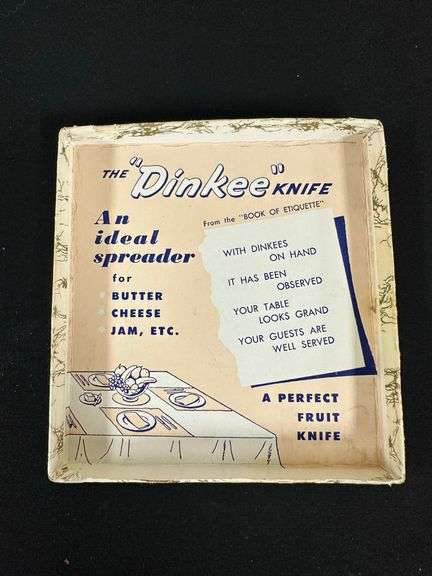 THE "Dinkee" KNIFE
An
ideal
spreader
for
BUTTER
CHEESE
JAM, ETC.
From the "BOOK OF ETIQUETTE"
WITH DINKEES
ON HAND
IT HAS BEEN
OBSERVED
YOUR TABLE
LOOKS GRAND
YOUR GUESTS ARE
WELL SERVED
A PERFECT
FRUIT
KNIFE